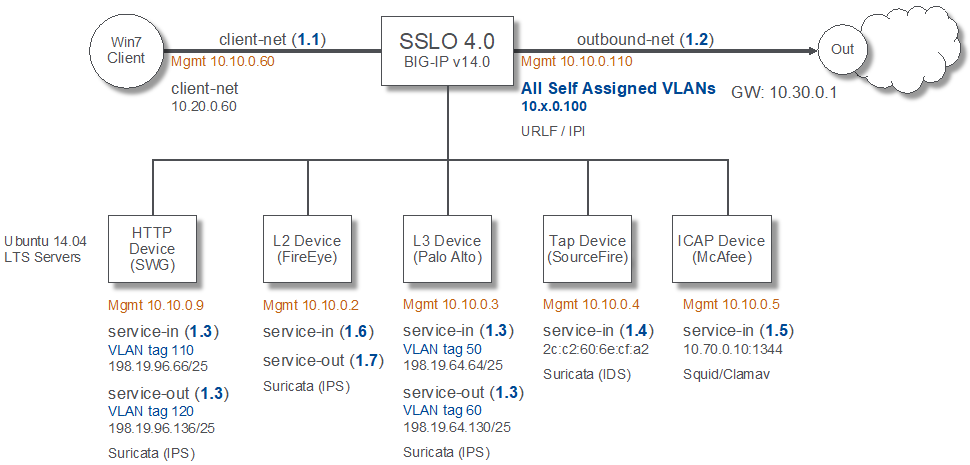 Win7
Client
client-net (1.1)
Mgmt 10.10.0.60
client-net
10.20.0.60
SSLO 4.0
BIG-IP v14.0
outbound-net (1.2)
Mgmt 10.10.0.110
All Self Assigned VLANs
10.x.0.100
URLF / IPI
GW: 10.30.0.1
Out
Ubuntu 14.04
LTS Servers
HTTP
Device
(SWG)
Mgmt 10.10.0.9
service-in (1.3)
VLAN tag 110
198.19.96.66/25
service-out (1.3)
VLAN tag 120
198.19.96.136/25
Suricata (IPS)
L2 Device
(FireEye)
Mgmt 10.10.0.2
service-in (1.6)
service-out (1.7)
Suricata (IPS)
L3 Device
(Palo Alto)
Mgmt 10.10.0.3
service-in (1.3)
VLAN tag 50
198.19.64.64/25
service-out (1.3)
VLAN tag 60
198.19.64.130/25
Suricata (IPS)
Tap Device
(SourceFire)
Mgmt 10.10.0.4
service-in (1.4)
2c:c2:60:6e:cf:a2
Suricata (IDS)
ICAP Device
(McAfee)
Mgmt 10.10.0.5
service-in (1.5)
10.70.0.10:1344
Squid/Clamav